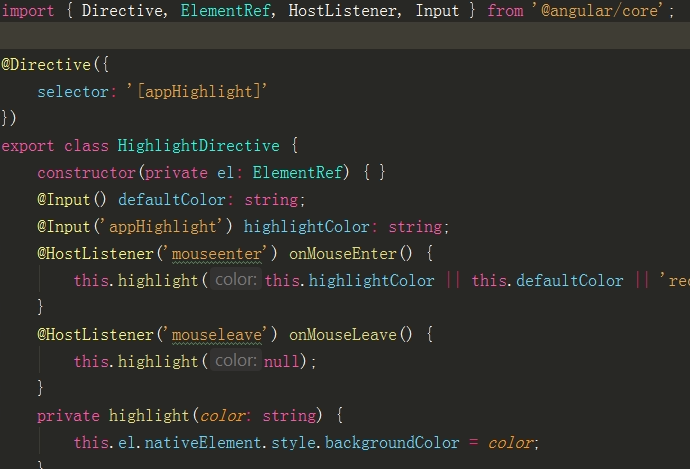 import { Directive, ElementRef, HostListener, Input } from '@angular/core';
@Directive({
selector: '[appHighlight]'
})
export class HighlightDirective {
constructor(private el: ElementRef) { }
@Input() defaultColor: string;
@Input('appHighlight') highlightColor: string;
@HostListener('mouseenter') onMouseEnter() {
this.highlight( color: this.highlightColor || this.defaultColor ||
}
@HostListener('mouseleave') onMouseLeave() {
this.highlight( color: null);
}
private highlight(color: string) {
this.el.nativeElement.style.backgroundColor = color;
}